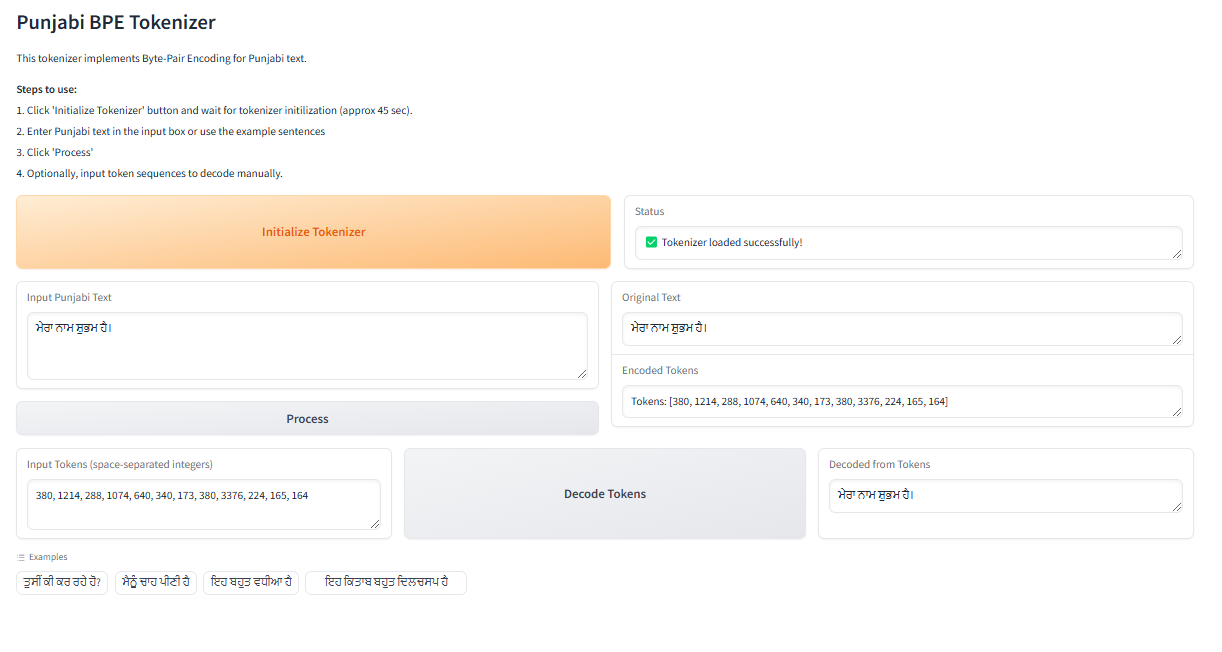 Punjabi BPE Tokenizer
This tokenizer implements Byte-Pair Encoding for Punjabi text.
Steps to use:
1. Click 'Initialize Tokenizer' button and wait for tokenizer initilization (approx 45 sec).
2. Enter Punjabi text in the input box or use the example sentences
3. Click 'Process'
4. Optionally, input token sequences to decode manually.
Initialize Tokenizer
Status
✅ Tokenizer loaded successfully!
Input Punjabi Text
ਮੇਰਾ ਨਾਮ ਸ਼ੁਭਮ ਹੈ।
Process
Original Text
ਮੇਰਾ ਨਾਮ ਸ਼ੁਭਮ ਹੈ।
Encoded Tokens
Tokens: [380, 1214, 288, 1074, 640, 340, 173, 380, 3376, 224, 165, 164]
Input Tokens (space-separated integers)
380, 1214, 288, 1074, 640, 340, 173, 380, 3376, 224, 165, 164
Decode Tokens
Decoded from Tokens
ਮੇਰਾ ਨਾਮ ਸ਼ੁਭਮ ਹੈ।
Examples
ਤੁਸੀਂ ਕੀ ਕਰ ਰਹੇ ਹੋ?
ਮੈਨੂੰ ਚਾਹ ਪੀਣੀ ਹੈ
ਇਹ ਬਹੁਤ ਵਧੀਆ ਹੈ
ਇਹ ਕਿਤਾਬ ਬਹੁਤ ਦਿਲਚਸਪ ਹੈ